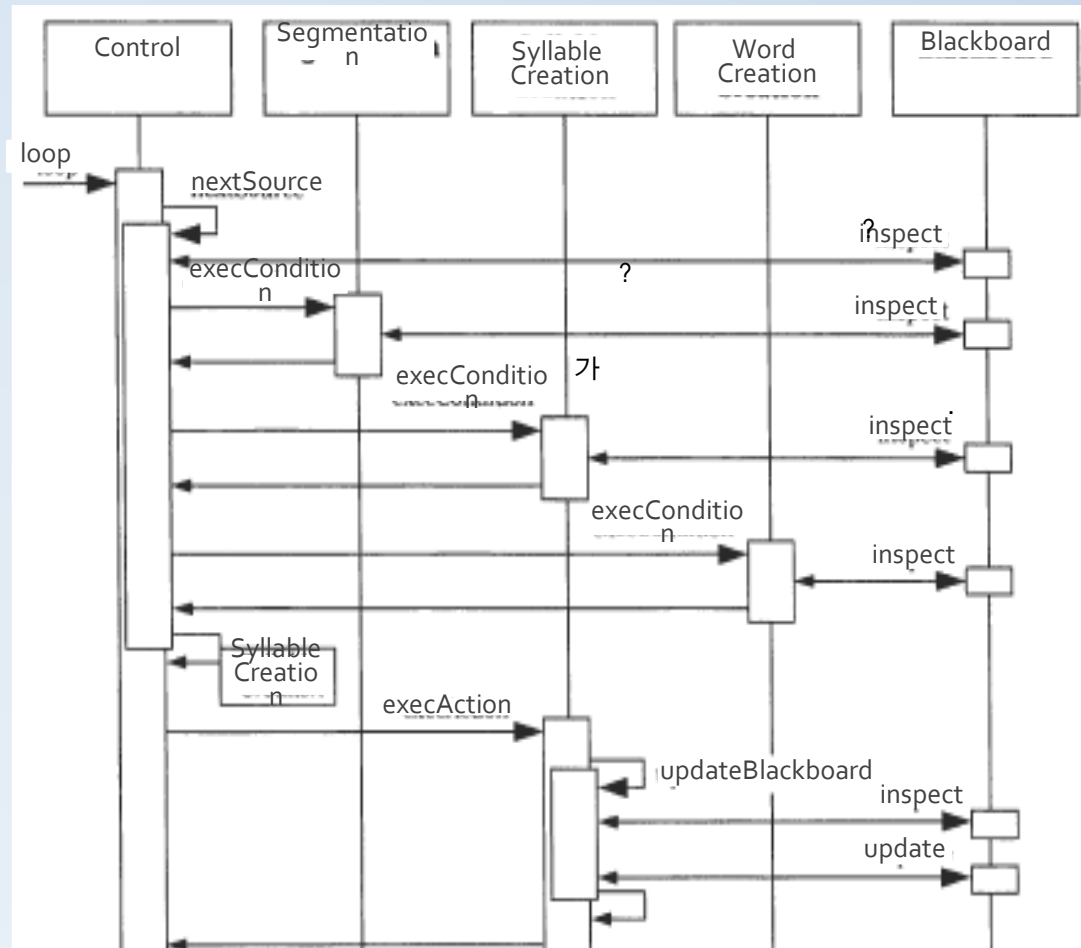 Control
Segmentatio
n
Syllable
Creation
Word
Creation
Blackboard
loop
nextSource
?
inspect
execConditio
n
?
inspect
execConditio
n
가
inspect
execConditio
n
inspect
Syllable
Creatio
n
execAction
updateBlackboard
inspect
update